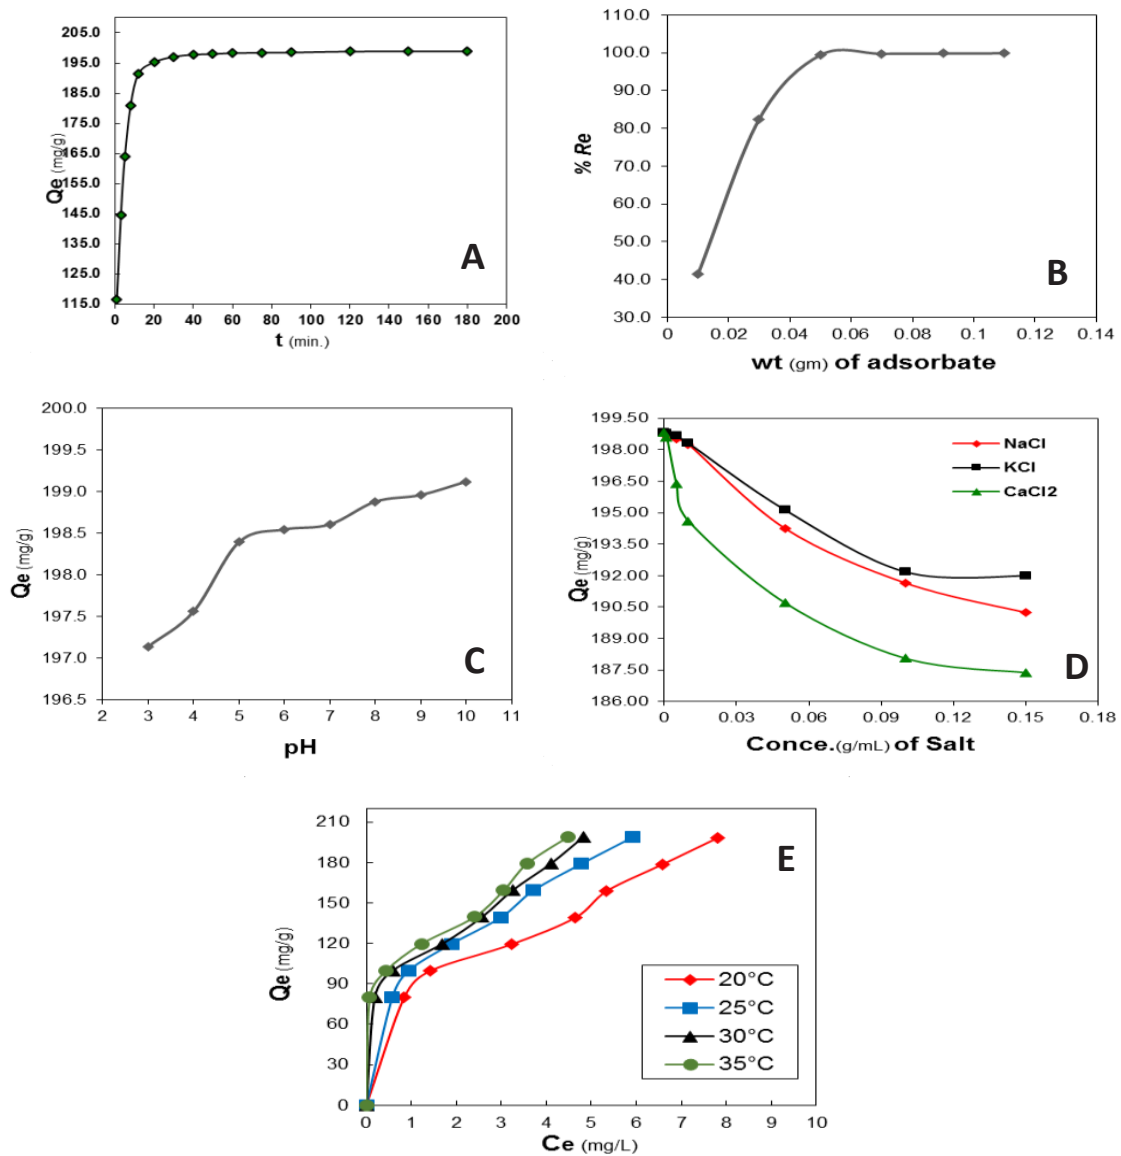 205.0
195.0
185.0
175.0
165.0
155.0
145.0
135.0
125.0
115.0
Qe (mg/g)
0 20 40 60 80 100 120 140 160 180 200
t (min.)
A
110.0
100.0
90.0
80.0
70.0
60.0
50.0
40.0
30.0
% Re
0 0.02 0.04 0.06 0.08 0.1 0.12 0.14
wt (gm) of adsorbate
B
200.0
199.5
199.0
198.5
198.0
197.5
197.0
196.5
Qe (mg/g)
2 3 4 5 6 7 8 9 10 11
pH
C
199.50
198.00
196.50
195.00
193.50
192.00
190.50
189.00
187.50
186.00
Qe (mg/g)
0 0.03 0.06 0.09 0.12 0.15 0.18
Conce.(g/mL) of Salt
NaCl
KCl
CaCl2
D
210
180
150
120
90
60
30
0
Qe (mg/g)
0 1 2 3 4 5 6 7 8 9 10
Ce (mg/L)
E
20°C
25°C
30°C
35°C